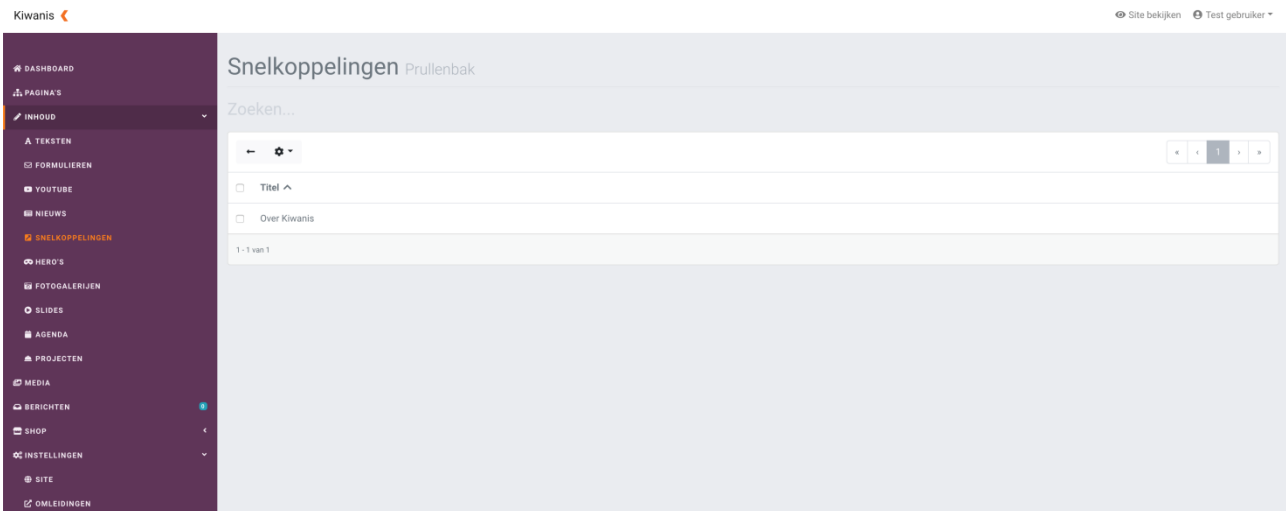 Kiwanis
Site bekijken Test gebruiker
DASHBOARD
PAGINA'S
INHOUD
TEKSTEN
FORMULIEREN
YOUTUBE
NIEUWS
SNELKOPPELINGEN
HERO'S
FOTOGALERIJEN
SLIDES
AGENDA
PROJECTEN
MEDIA
BERICHTEN
SHOP
INSTELLINGEN
SITE
OMLEIDINGEN
Snelkoppelingen Prullenbak
Zoeken...
« ‹ 1 › »
Titel
Over Kiwanis
1 - 1 van 1